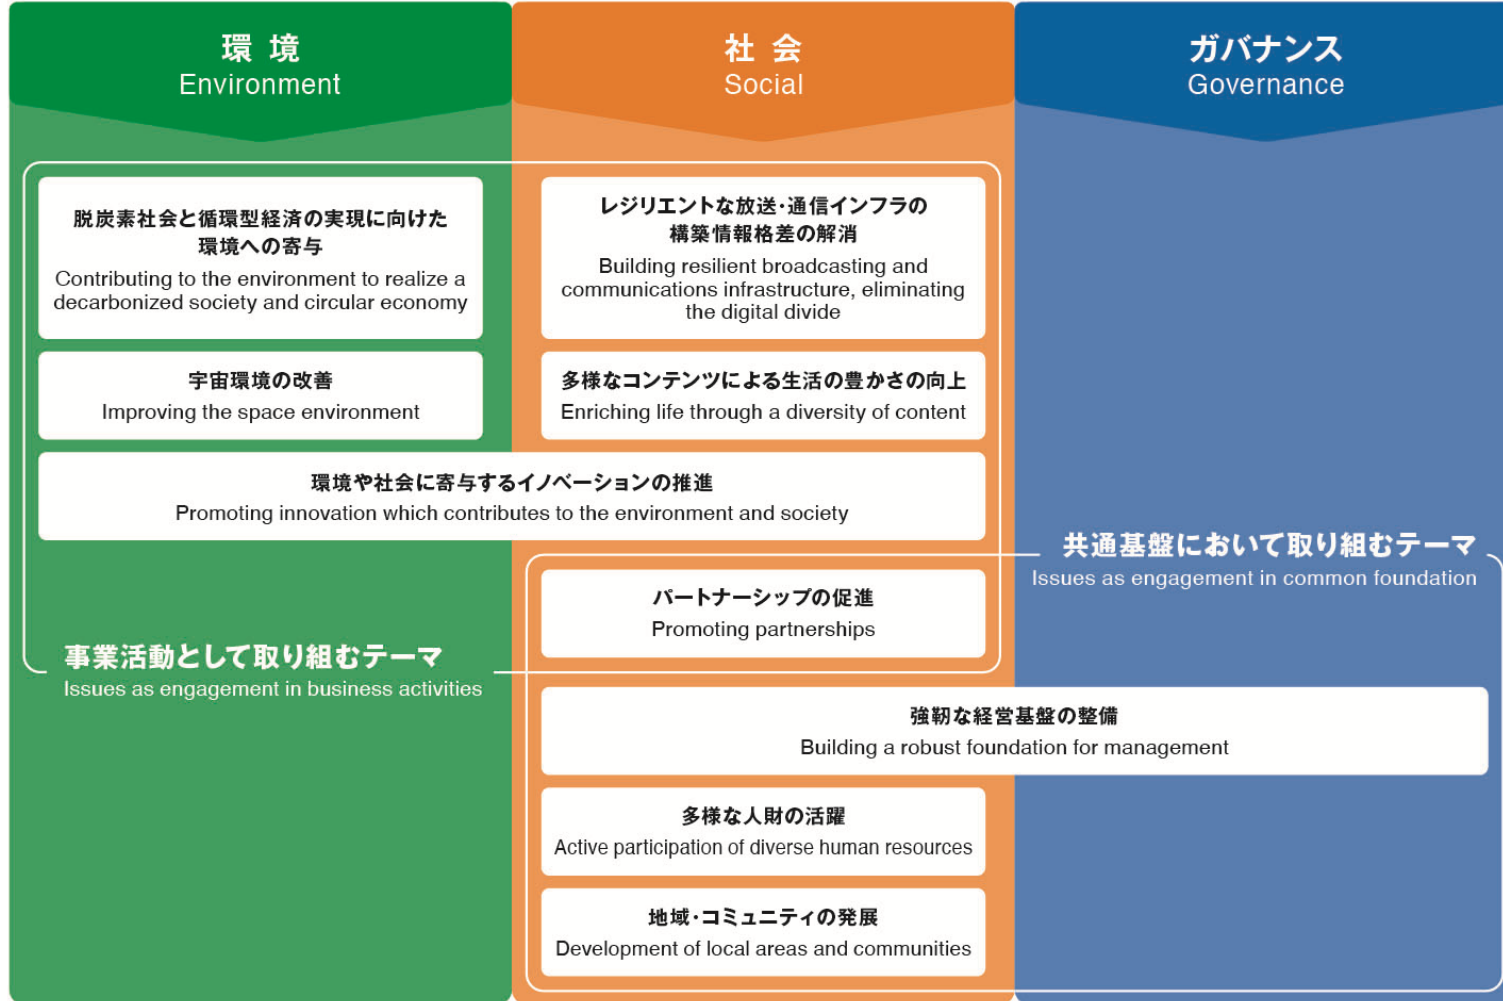 環 境
Environment
社 会
Social
ガバナンス
Governance
脱炭素社会と循環型経済の実現に向けた
環境への寄与
Contributing to the environment to realize a
decarbonized society and circular economy
レジリエントな放送・通信インフラの
構築情報格差の解消
Building resilient broadcasting and
communications infrastructure, eliminating
the digital divide
宇宙環境の改善
Improving the space environment
多様なコンテンツによる生活の豊かさの向上
Enriching life through a diversity of content
環境や社会に寄与するイノベーションの推進
Promoting innovation which contributes to the environment and society
共通基盤において取り組むテーマ
Issues as engagement in common foundation
パートナーシップの促進
Promoting partnerships
事業活動として取り組むテーマ
Issues as engagement in business activities
強靭な経営基盤の整備
Building a robust foundation for management
多様な人財の活躍
Active participation of diverse human resources
地域・コミュニティの発展
Development of local areas and communities